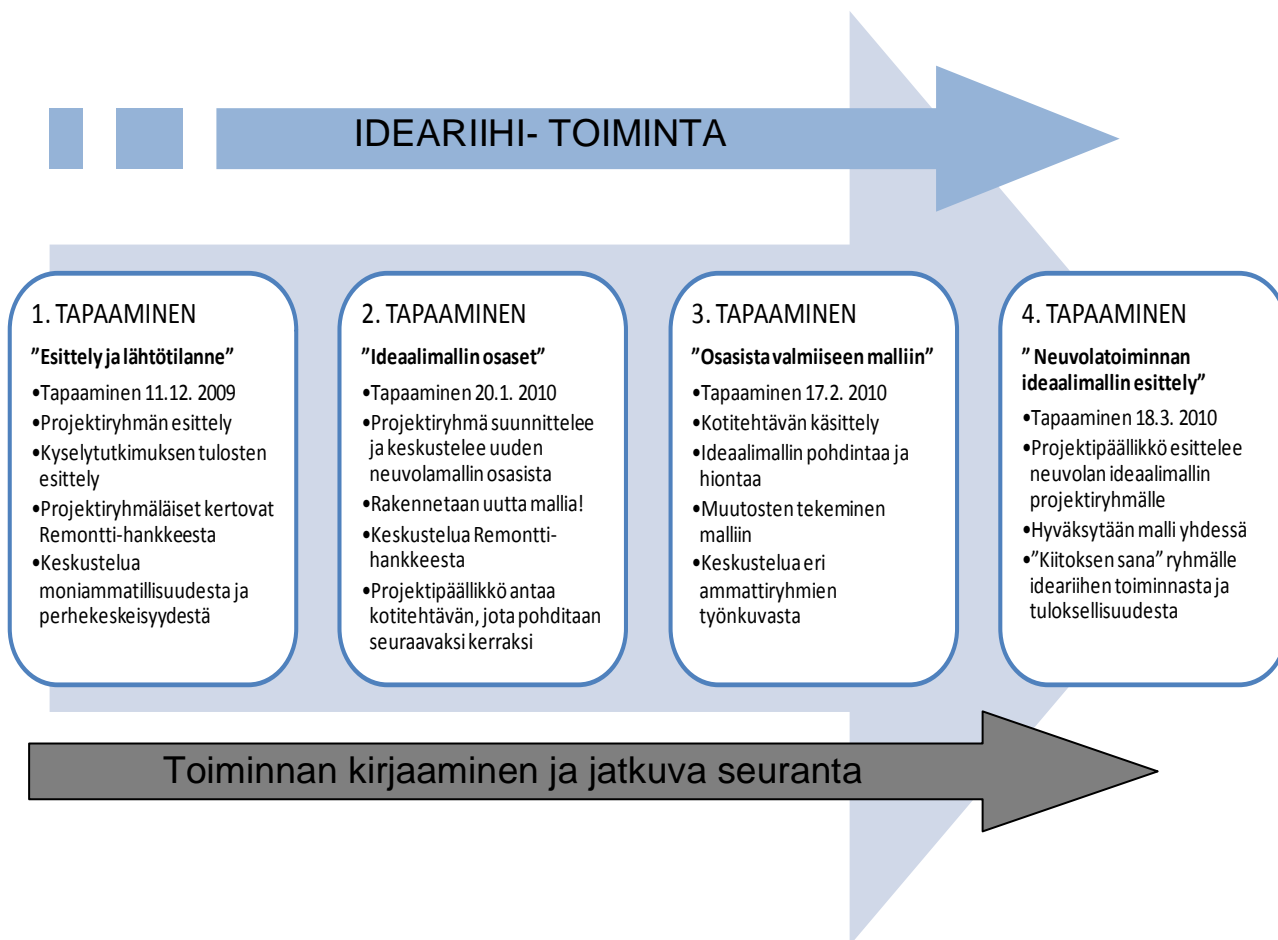 IDEARIIHI- TOIMINTA
1. TAPAAMINEN
"Esittely ja lähtötilanne"
•Tapaaminen 11.12. 2009
•Projektiryhmän esittely
•Kyselytutkimuksen tulosten
esittely
•Projektiryhmäläiset kertovat
Remontti-hankkeesta
•Keskustelua
moniammatillisuudesta ja
perhekeskeisyydestä
2. TAPAAMINEN
"Ideaalimallin osaset"
•Tapaaminen 20.1. 2010
•Projektiryhmä suunnittelee
ja keskustelee uuden
neuvolamallin osasista
•Rakennetaan uutta mallia!
•Keskustelua Remontti-
hankkeesta
•Projektipäällikkö antaa
kotitehtävän, jota pohditaan
seuraavaksi kerraksi
3. TAPAAMINEN
"Osasista valmiiseen malliin"
•Tapaaminen 17.2. 2010
•Kotitehtävän käsittely
•Ideaalimallin pohdintaa ja
hiontaa
•Muutosten tekeminen
malliin
•Keskustelua eri
ammattiryhmien
työnkuvasta
4. TAPAAMINEN
" Neuvolatoiminnan
ideaalimallin esittely"
•Tapaaminen 18.3. 2010
•Projektipäällikkö esittelee
neuvolan ideaalimallin
projektiryhmälle
•Hyväksytään malli yhdessä
•"Kiitoksen sana" ryhmälle
ideariihen toiminnasta ja
tuloksellisuudesta
Toiminnan kirjaaminen ja jatkuva seuranta